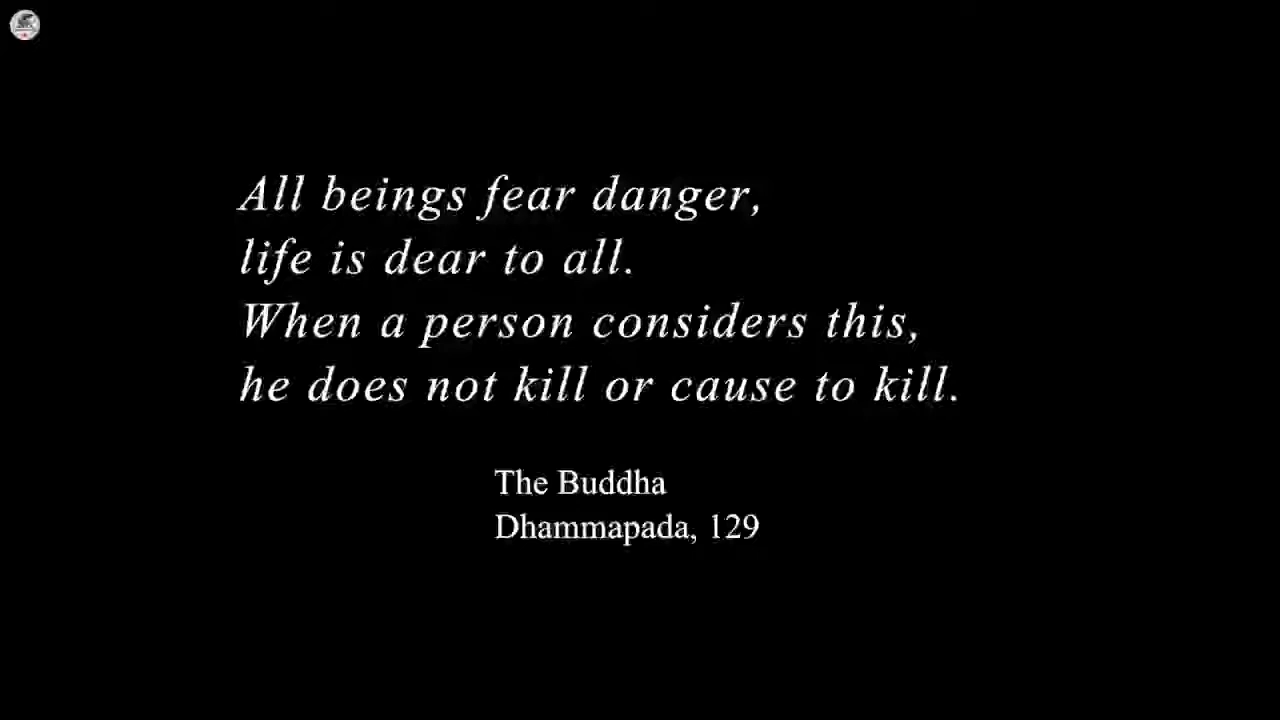 All beings fear danger,
life is dear to all.
When a person considers this,
he does not kill or cause to kill.
The Buddha
Dhammapada, 129